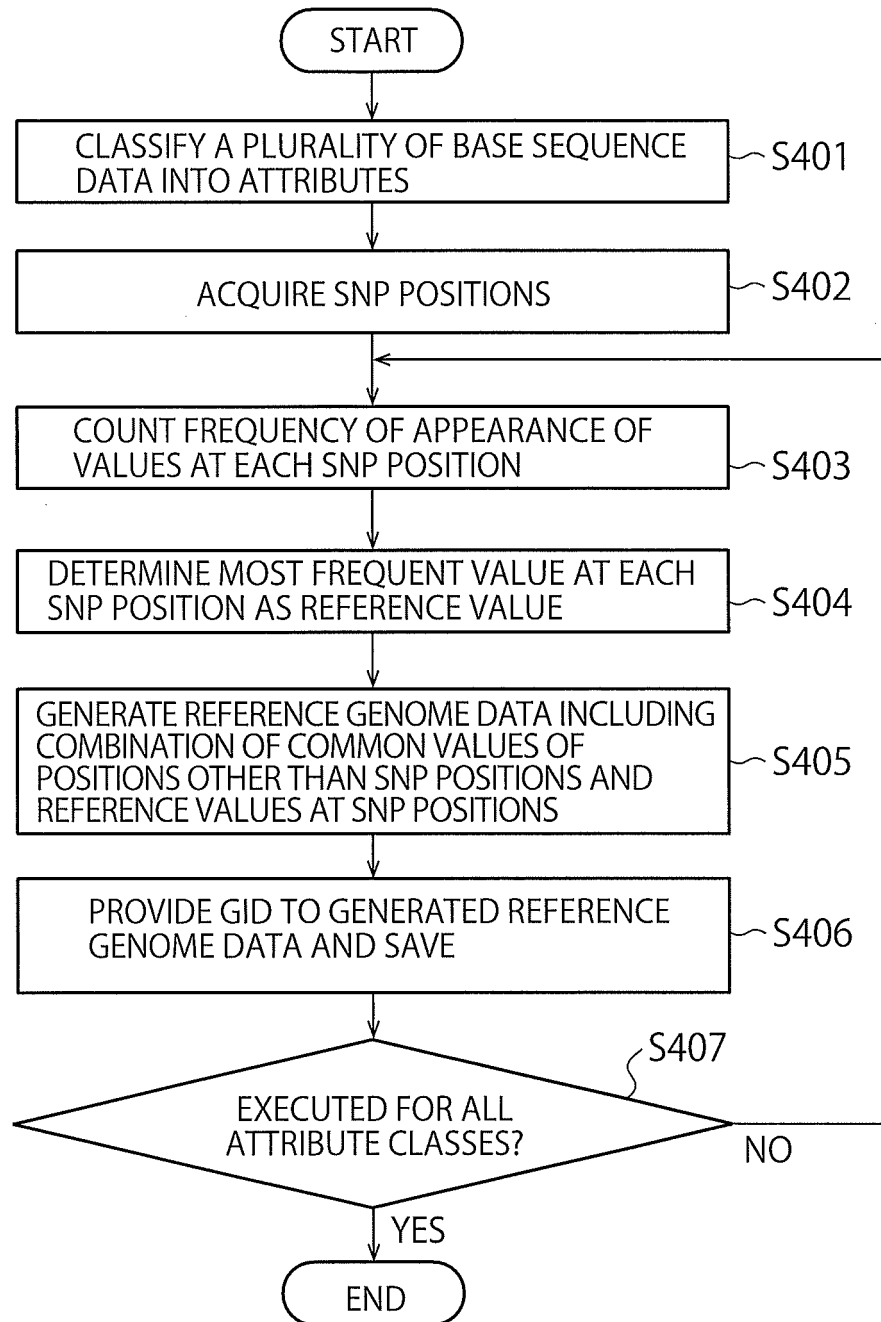 START
CLASSIFY A PLURALITY OF BASE SEQUENCE
DATA INTO ATTRIBUTES
S401
ACQUIRE SNP POSITIONS
S402
COUNT FREQUENCY OF APPEARANCE OF
VALUES AT EACH SNP POSITION
S403
DETERMINE MOST FREQUENT VALUE AT EACH
SNP POSITION AS REFERENCE VALUE
S404
GENERATE REFERENCE GENOME DATA INCLUDING
COMBINATION OF COMMON VALUES OF
POSITIONS OTHER THAN SNP POSITIONS AND
REFERENCE VALUES AT SNP POSITIONS
S405
PROVIDE GID TO GENERATED REFERENCE
GENOME DATA AND SAVE
S406
S407
EXECUTED FOR ALL
ATTRIBUTE CLASSES?
NO
YES
END